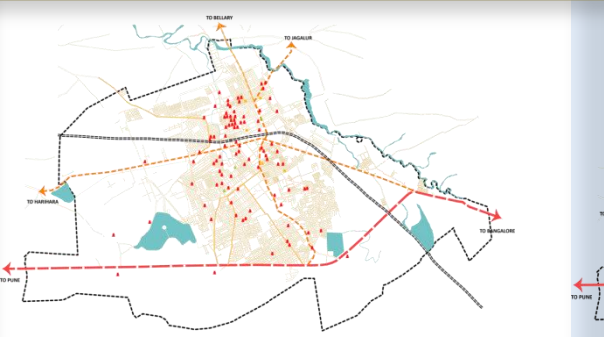 TO BELLARY
TO JAGALUR
TO HARIHARA
TO BANGALORE
TO PUNE
TO PUNE